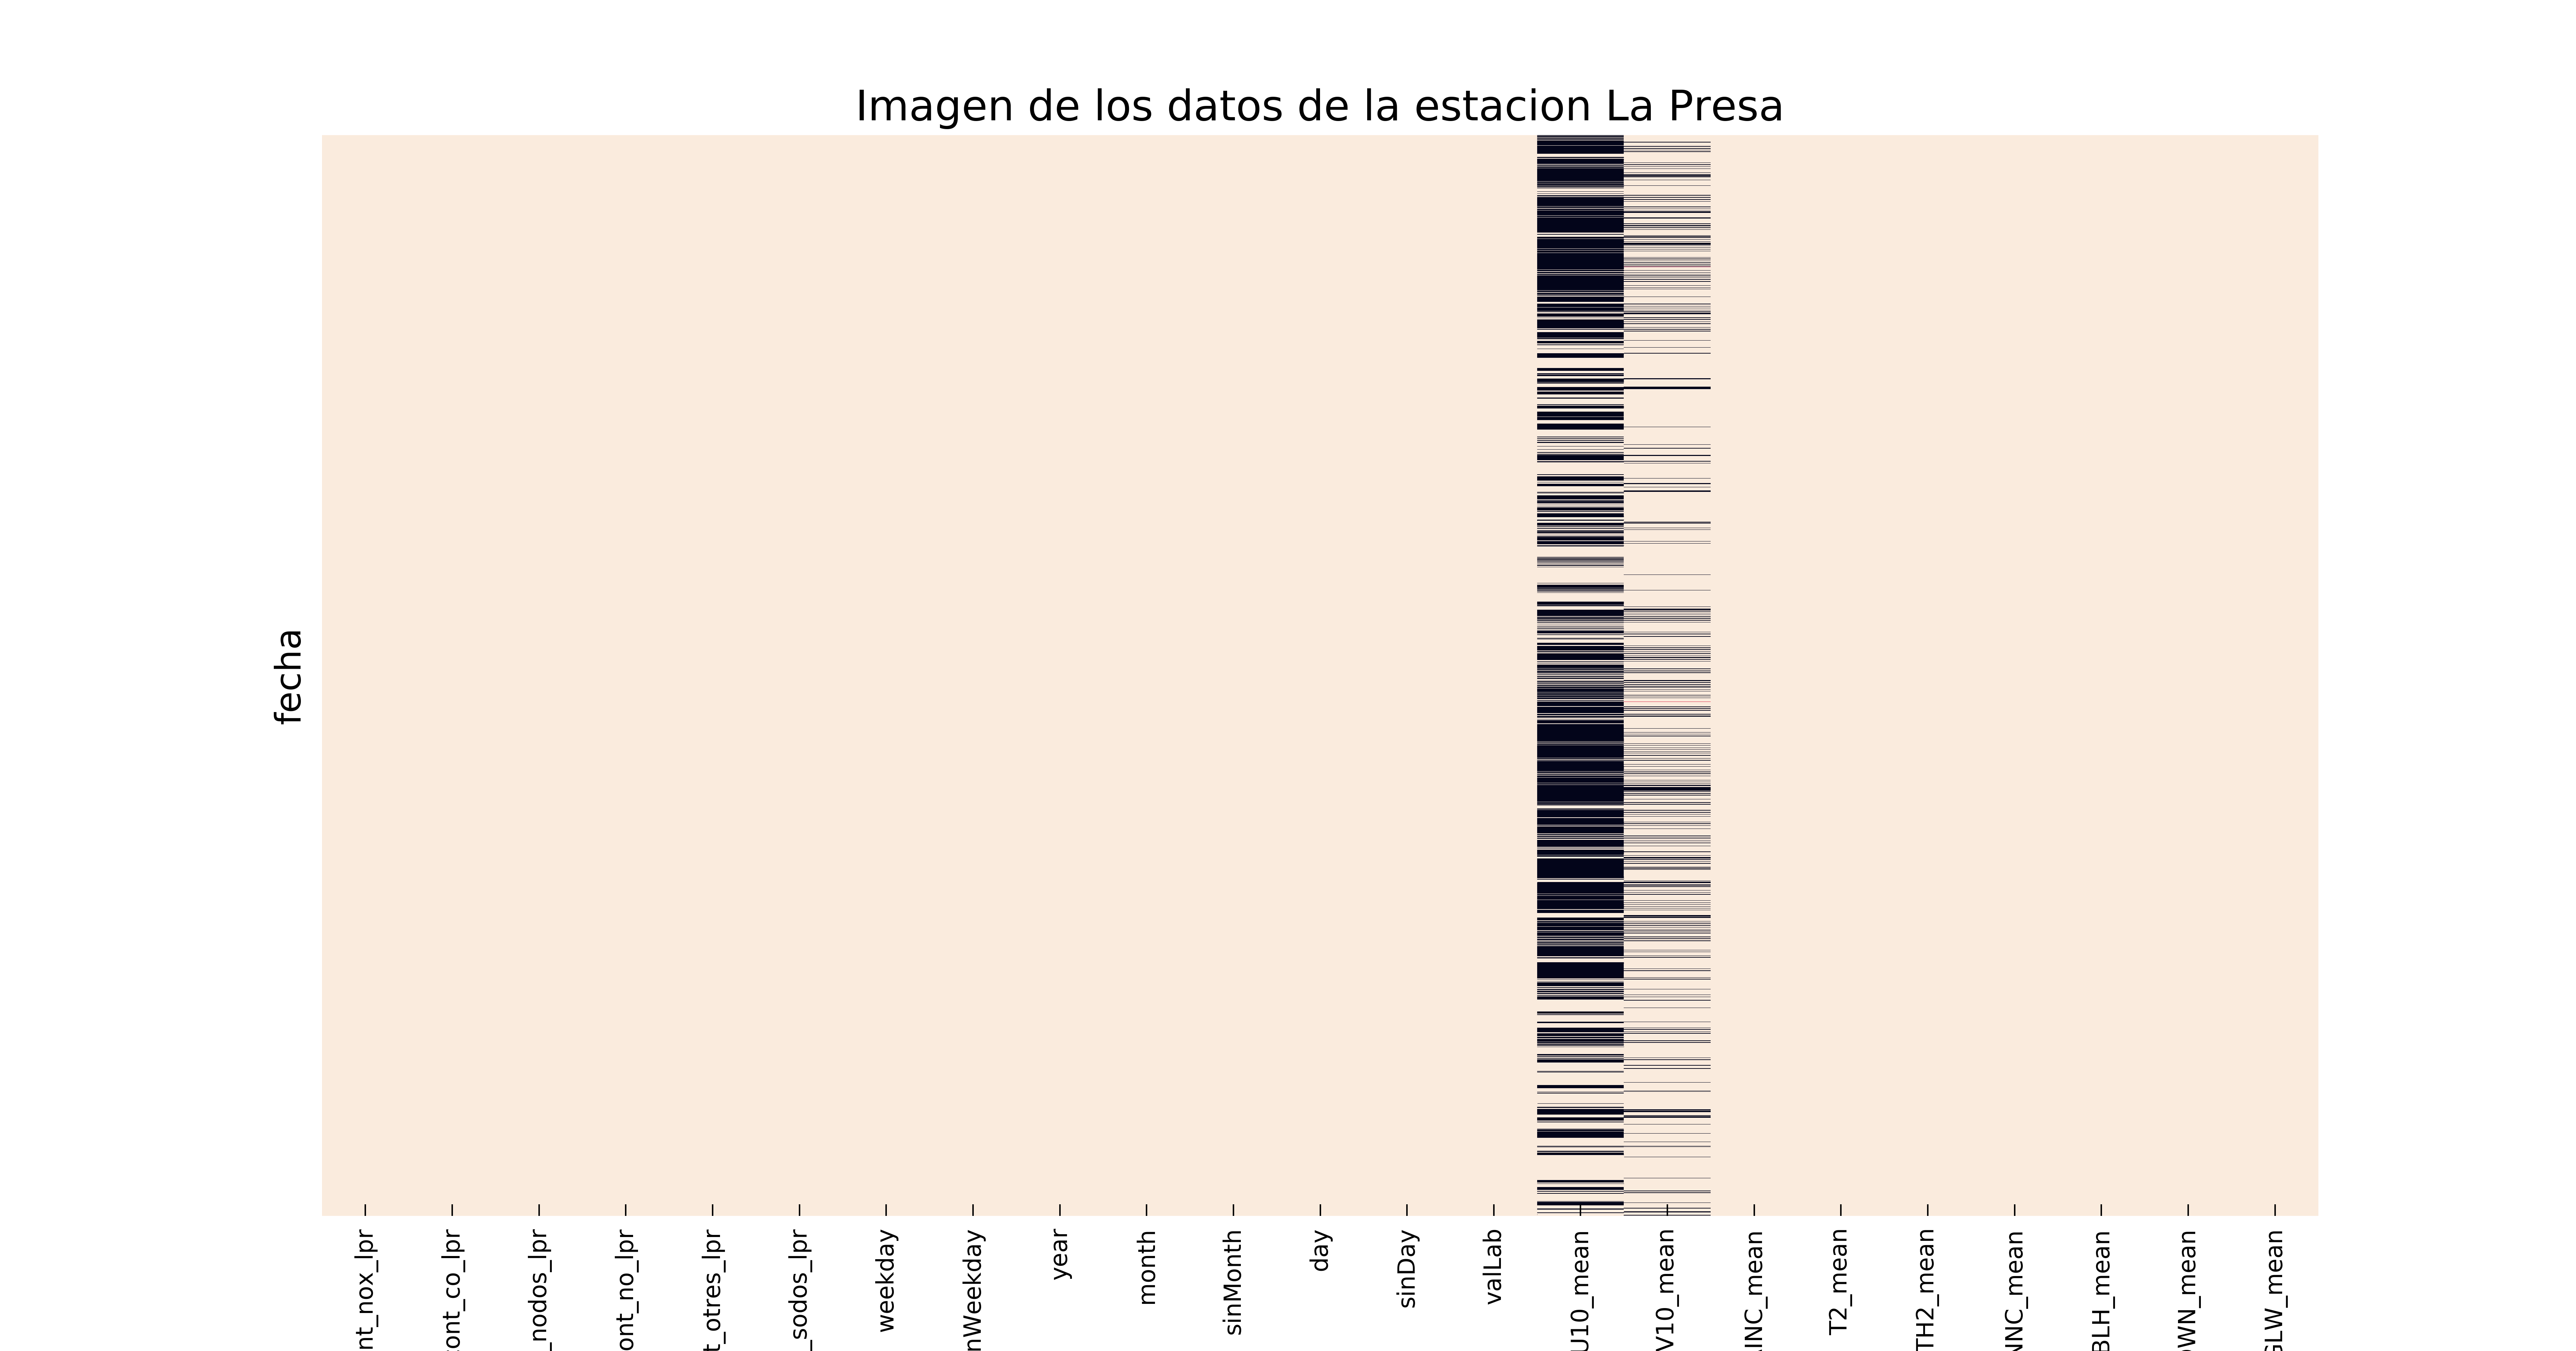 Imagen de los datos de la estacion La Presa
fecha
nt_nox_lpr
ont_co_lpr
_nodos_lpr
ont_no_lpr
t_otres_lpr
_sodos_lpr
weekday
nWeekday
year
month
sinMonth
day
sinDay
valLab
U10_mean
V10_mean
INC_mean
T2_mean
TH2_mean
NNC_mean
BLH_mean
OWN_mean
GLW_mean